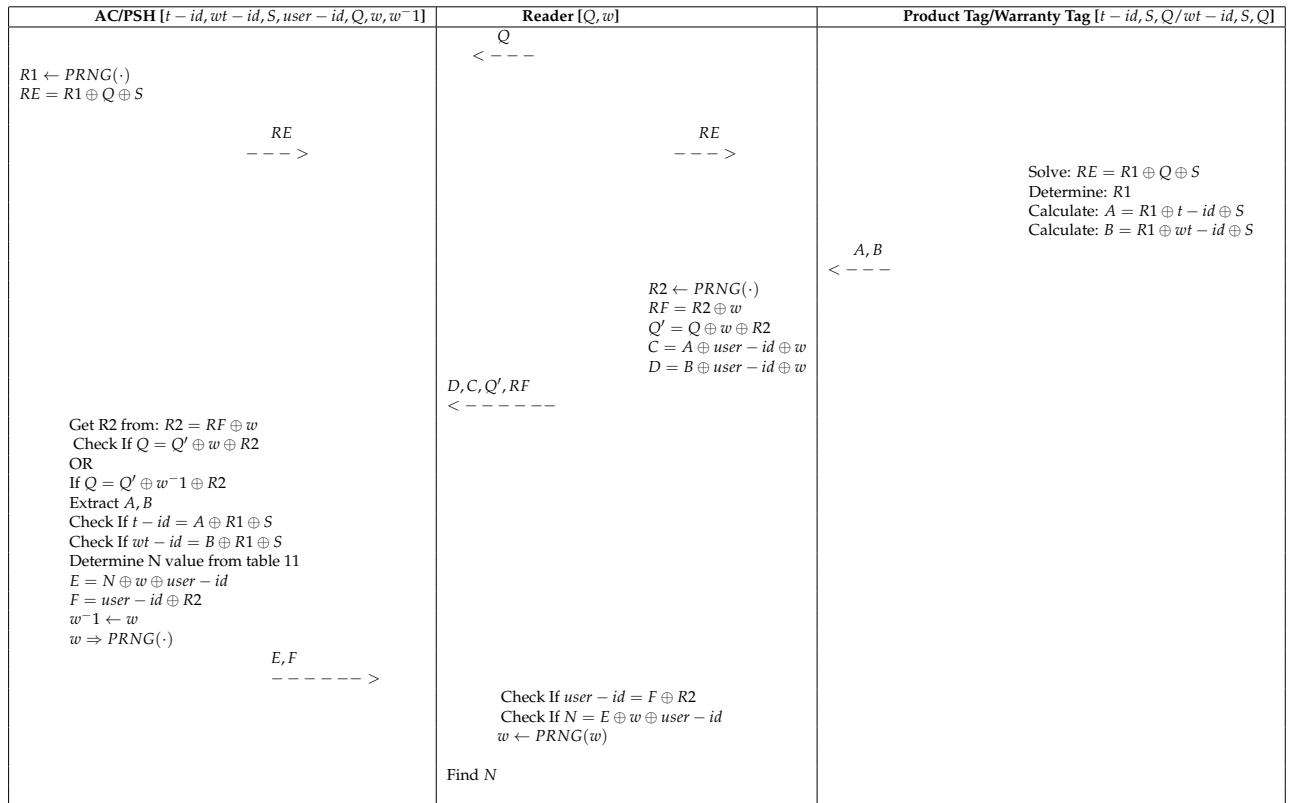 AC/PSH [t − id, wt − id, S, user − id, Q, w, w⁻1] Reader [Q, w] Product Tag/Warranty Tag [t − id, S, Q/wt − id, S, Q]
Q
< − − −
R1 ← PRNG(·)
RE = R1 ⊕ Q ⊕ S
RE RE
− − − > − − − >
Solve: RE = R1 ⊕ Q ⊕ S
Determine: R1
Calculate: A = R1 ⊕ t − id ⊕ S
Calculate: B = R1 ⊕ wt − id ⊕ S
A, B
< − − −
R2 ← PRNG(·)
RF = R2 ⊕ w
Q′ = Q ⊕ w ⊕ R2
C = A ⊕ user − id ⊕ w
D = B ⊕ user − id ⊕ w
D, C, Q′, RF
< − − − − − −
Get R2 from: R2 = RF ⊕ w
Check If Q = Q′ ⊕ w ⊕ R2
OR
If Q = Q′ ⊕ w⁻1 ⊕ R2
Extract A, B
Check If t − id = A ⊕ R1 ⊕ S
Check If wt − id = B ⊕ R1 ⊕ S
Determine N value from table 11
E = N ⊕ w ⊕ user − id
F = user − id ⊕ R2
w⁻1 ← w
w ⇒ PRNG(·)
E, F
− − − − − − >
Check If user − id = F ⊕ R2
Check If N = E ⊕ w ⊕ user − id
w ← PRNG(w)
Find N